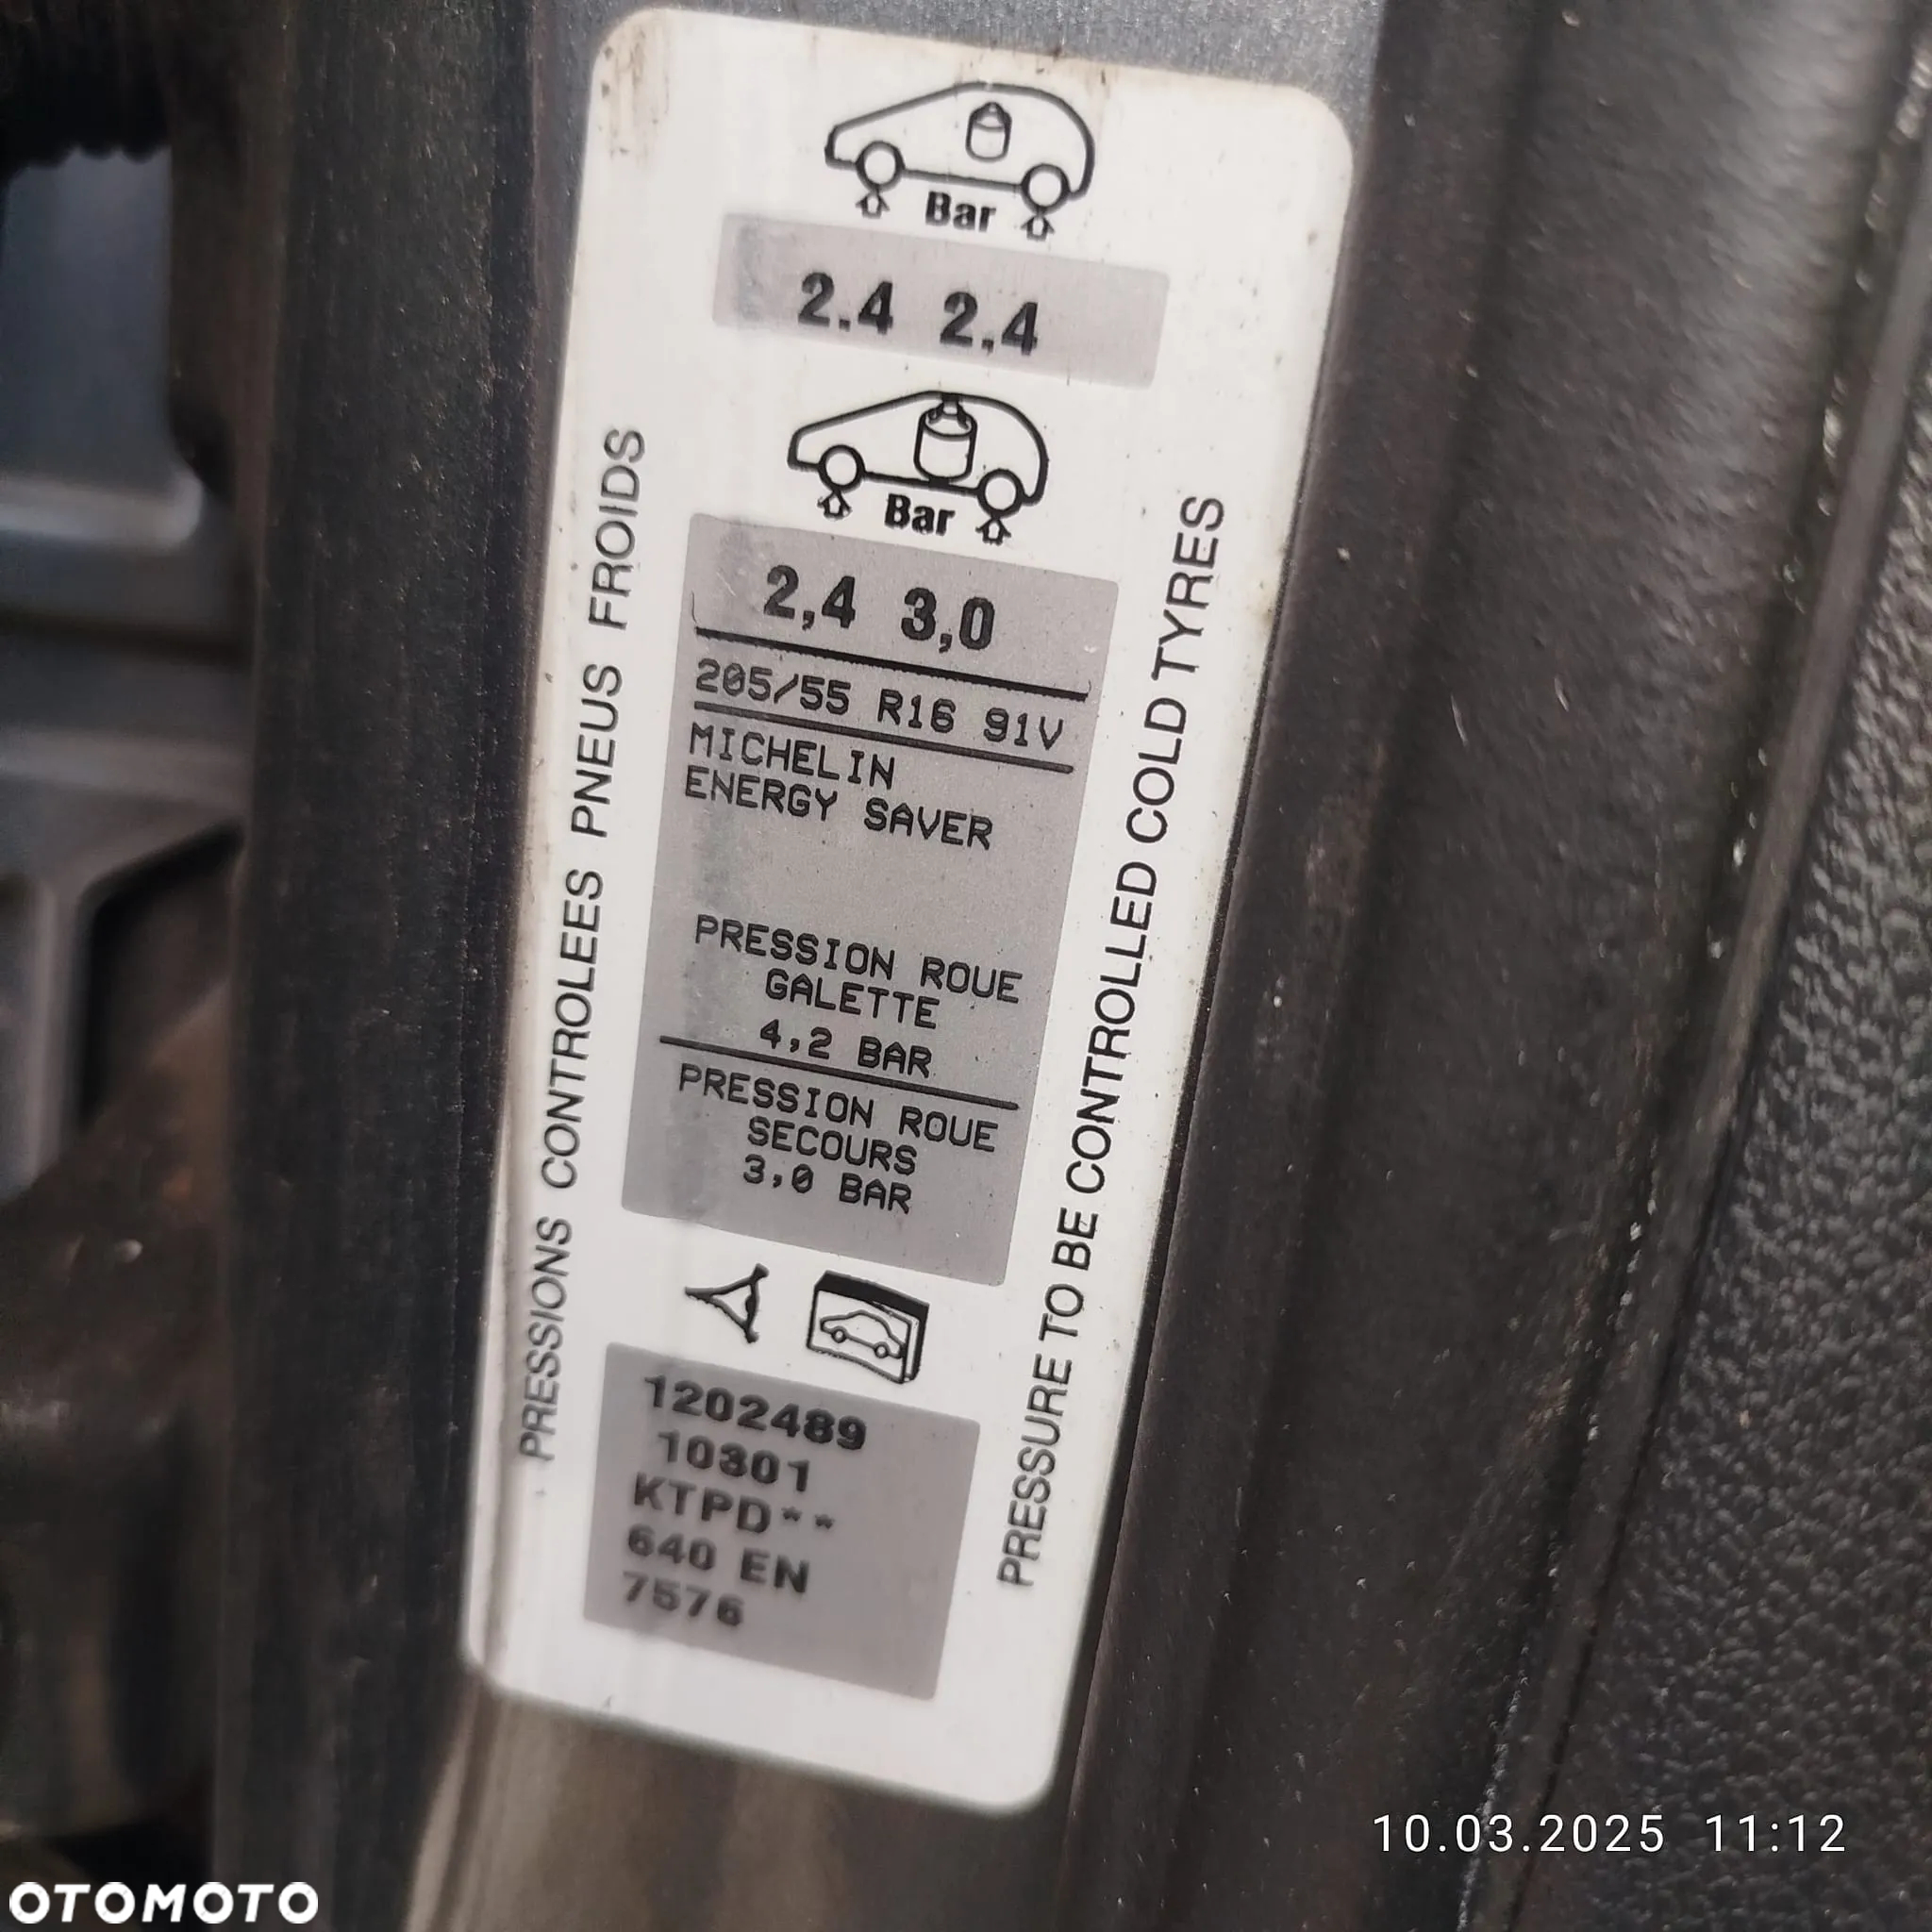 Bar
2.4 2.4
Bar
2,4 3,0
205/55 R16 91V
MICHELIN
ENERGY SAVER
PRESSION ROUE
GALETTE
4,2 BAR
PRESSION ROUE
SECOURS
3,0 BAR
1202489
10301
KTPD**
640 EN
7576
PRESSIONS CONTROLEES PNEUS FROIDS
PRESSURE TO BE CONTROLLED COLD TYRES
10.03.2025 11:12
OTOMOTO